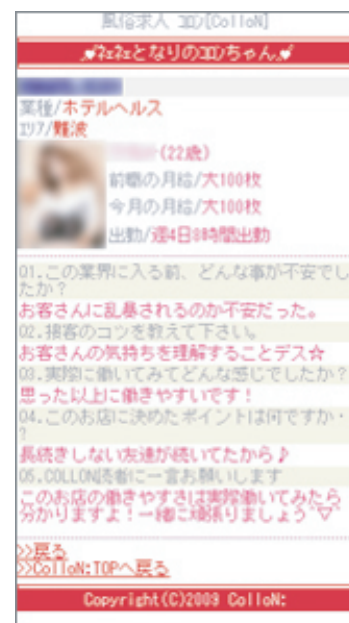 風俗求人 コロン[ColloN]
ネェネェとなりのコロンちゃん
業種/ホテルヘルス
エリア/難波
(22歳)
前職の月給/大100枚
今月の月給/大100枚
出勤/週4日8時間出勤
01.この業界に入る前、どんな事が不安でし
たか？
お客さんに乱暴されるのか不安だった。
02.接客のコツを教えて下さい。
お客さんの気持ちを理解することデス☆
03.実際に働いてみてどんな感じでしたか？
思った以上に働きやすいです！
04.このお店に決めたポイントは何ですか・
？
長続きしない友達が続いてたから♪
05.COLLON読者に一言お願いします
このお店の働きやすさは実際働いてみたら
分かりますよ！一緒に頑張りましょう^▽^
>>戻る
>>ColloN:TOPへ戻る
Copyright(C)2009 ColloN: